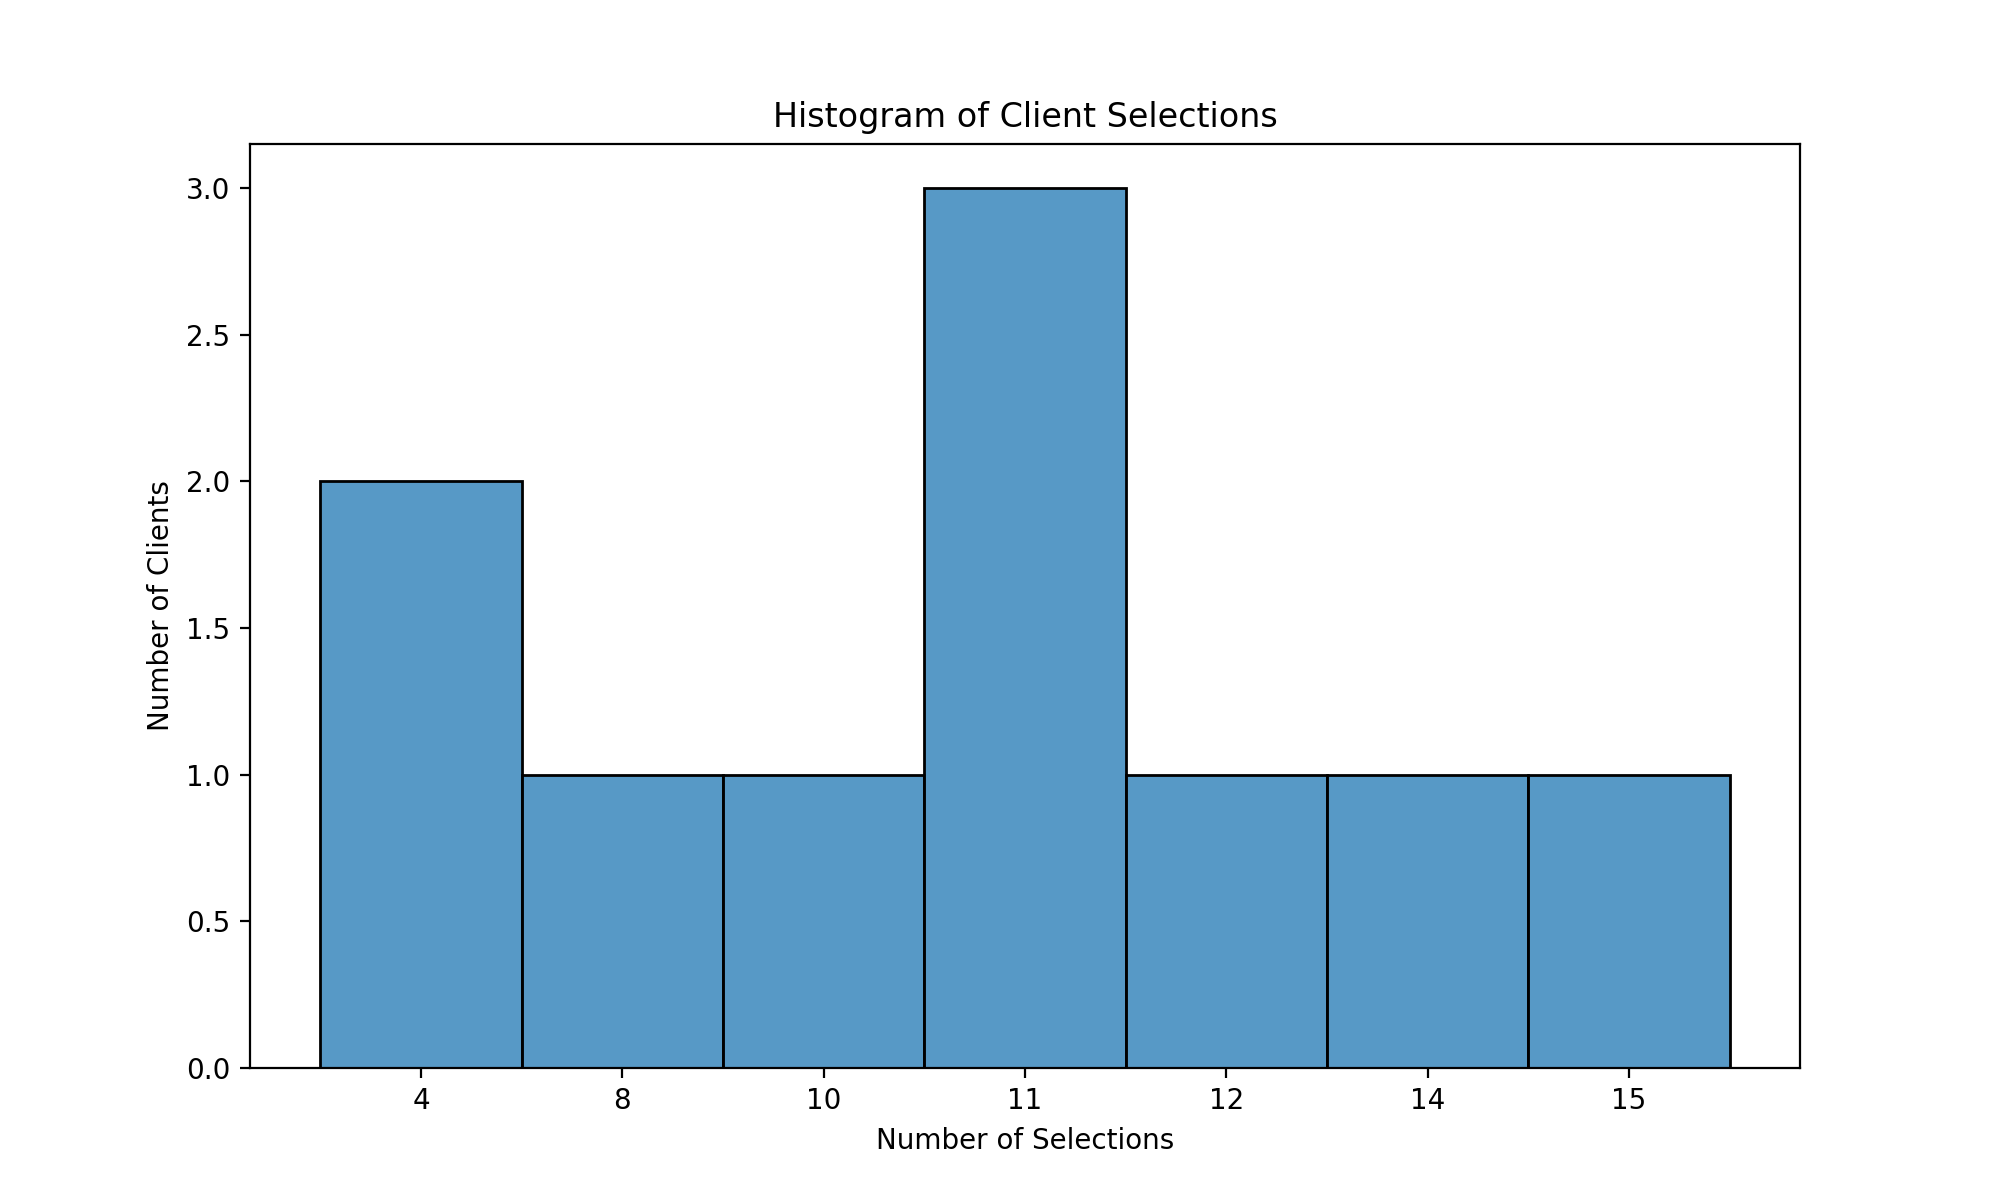 Histogram of Client Selections
3.0
2.5
2.0
1.5
1.0
0.5
0.0
Number of Clients
4 8 10 11 12 14 15
Number of Selections